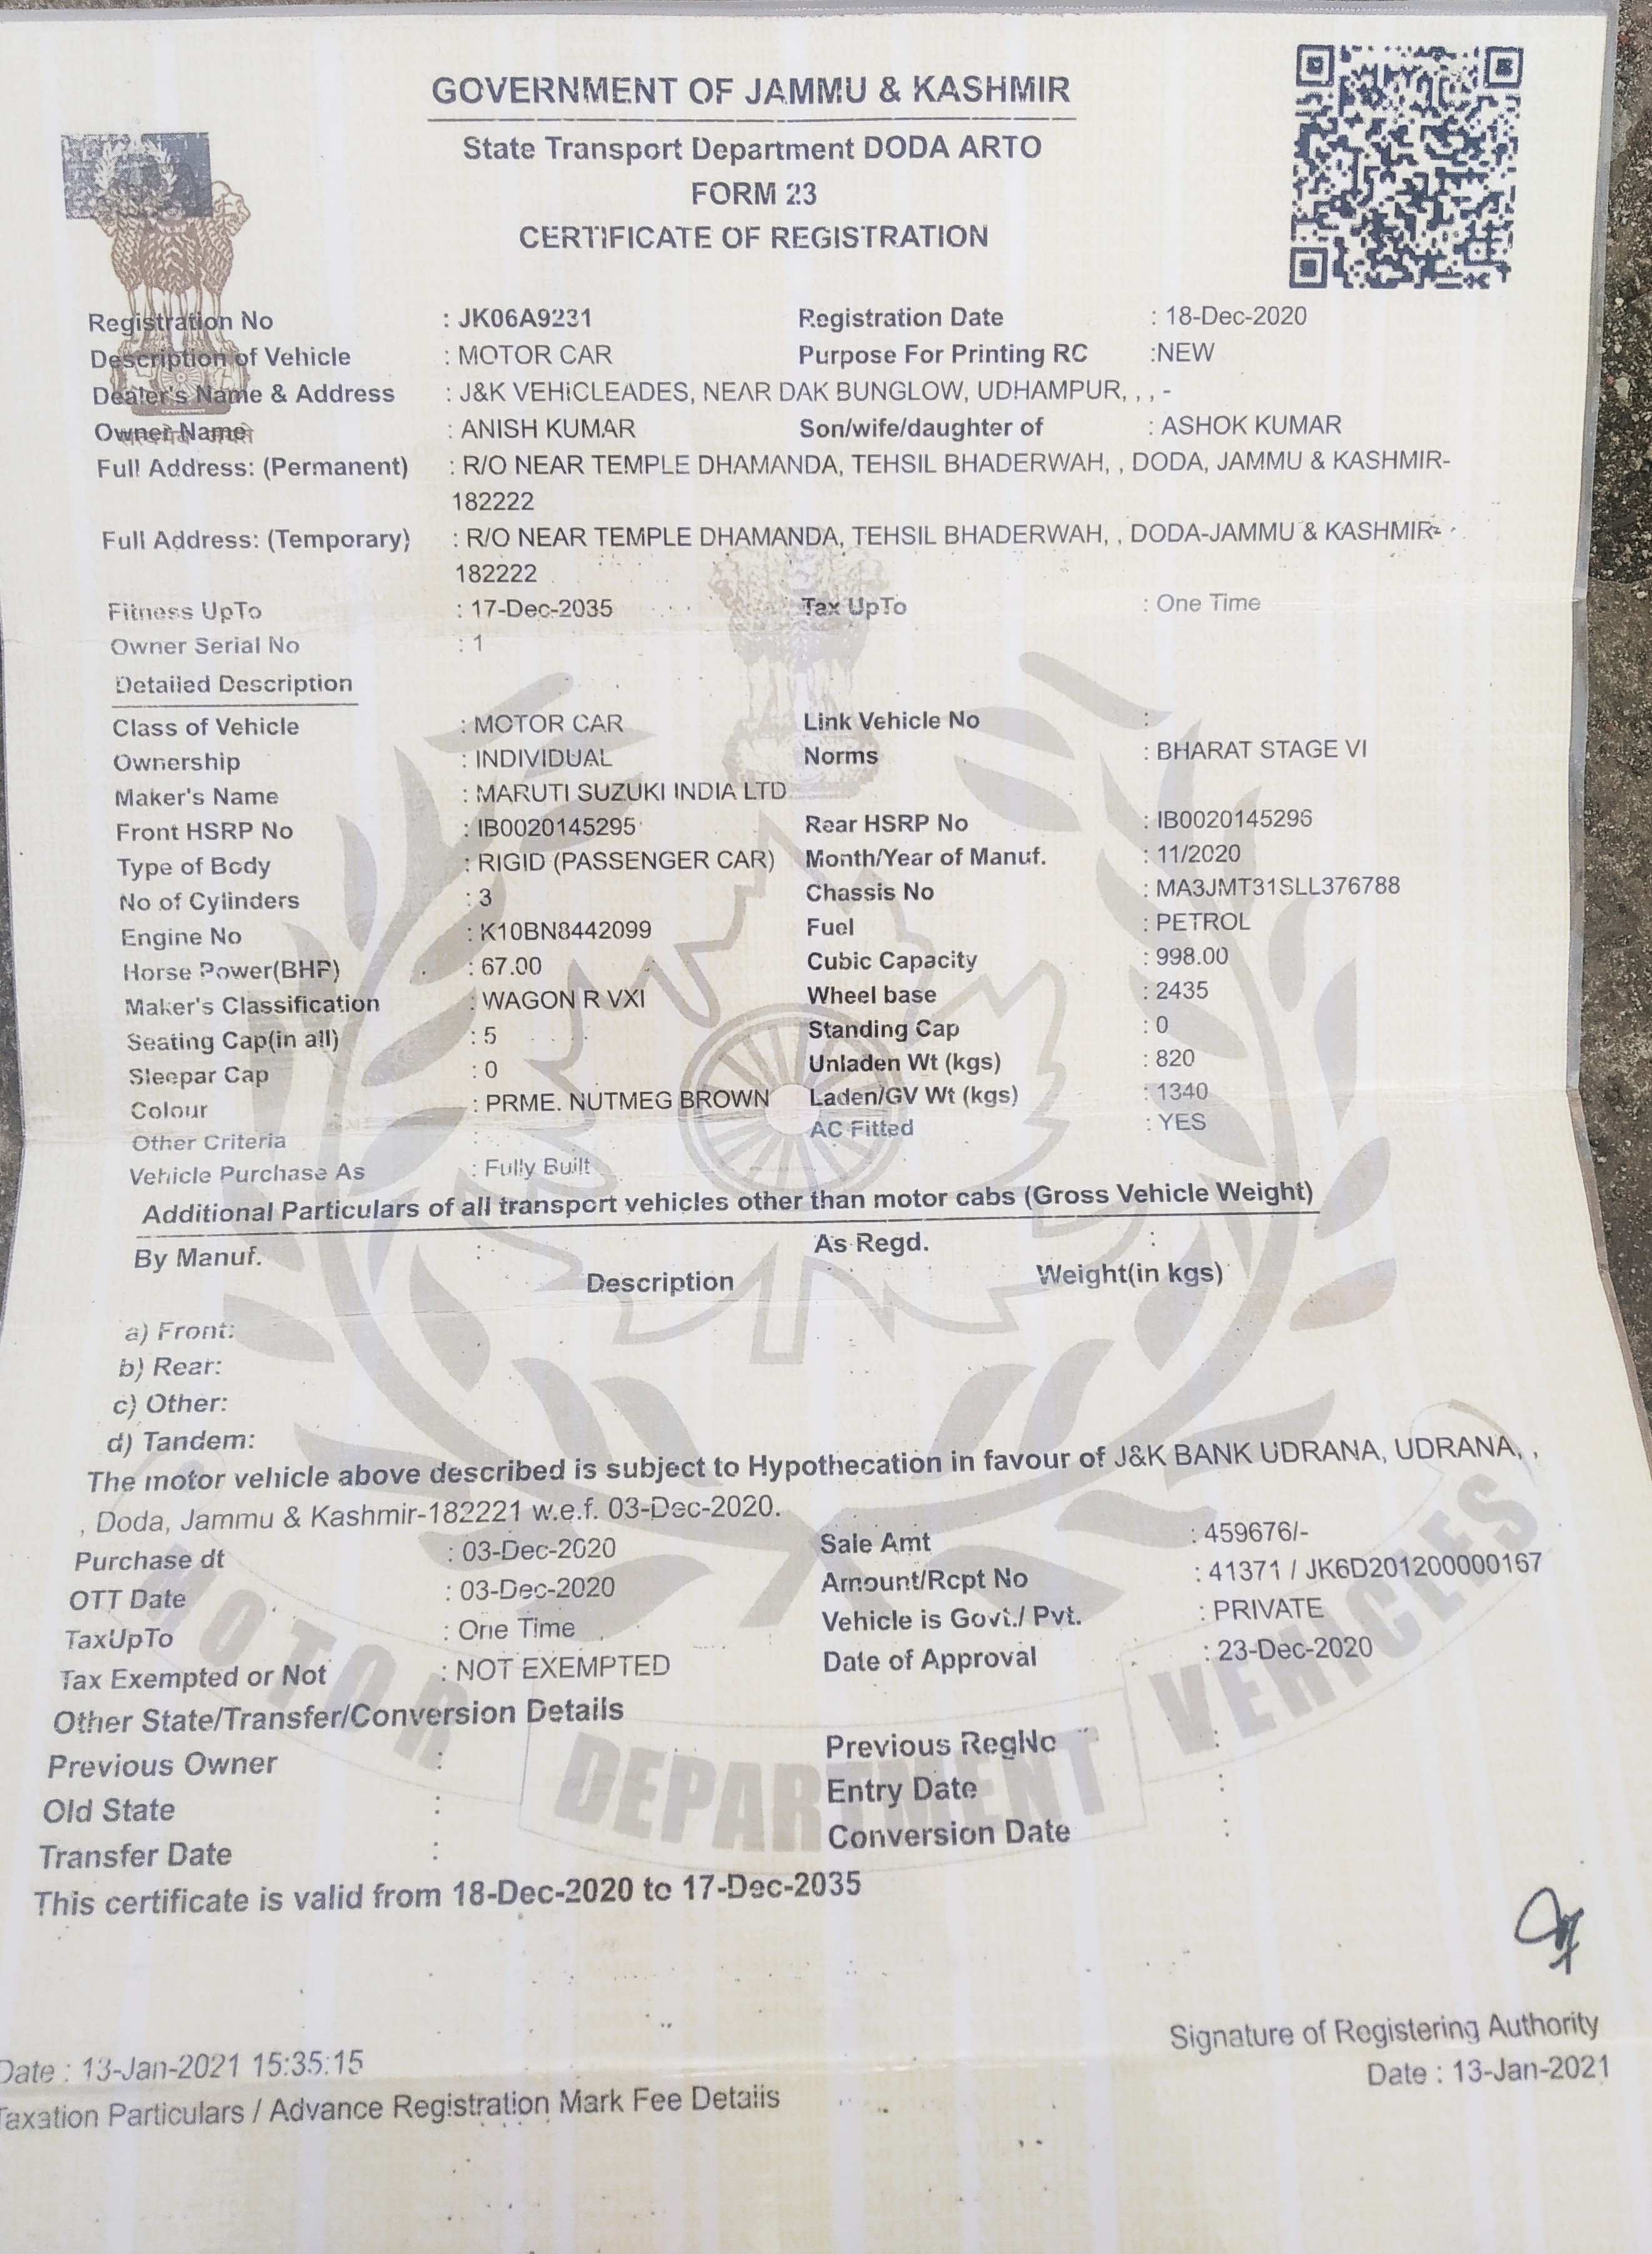 GOVERNMENT OF JAMMU & KASHMIR
State Transport Department DODA ARTO
FORM 23
CERTIFICATE OF REGISTRATION
Registration No : JK06A9231 Registration Date : 18-Dec-2020
Description of Vehicle : MOTOR CAR Purpose For Printing RC :NEW
Dealer's Name & Address : J&K VEHICLEADES, NEAR DAK BUNGLOW, UDHAMPUR, , , -
Owner Name : ANISH KUMAR Son/wife/daughter of : ASHOK KUMAR
Full Address: (Permanent) : R/O NEAR TEMPLE DHAMANDA, TEHSIL BHADERWAH, , DODA, JAMMU & KASHMIR-
182222
Full Address: (Temporary) : R/O NEAR TEMPLE DHAMANDA, TEHSIL BHADERWAH, , DODA-JAMMU & KASHMIR-
182222
Fitness UpTo : 17-Dec-2035 Tax UpTo : One Time
Owner Serial No : 1
Detailed Description
Class of Vehicle : MOTOR CAR Link Vehicle No :
Ownership : INDIVIDUAL Norms : BHARAT STAGE VI
Maker's Name : MARUTI SUZUKI INDIA LTD
Front HSRP No : IB0020145295 Rear HSRP No : IB0020145296
Type of Body : RIGID (PASSENGER CAR) Month/Year of Manuf. : 11/2020
No of Cylinders : 3 Chassis No : MA3JMT31SLL376788
Engine No : K10BN8442099 Fuel : PETROL
Horse Power(BHP) : 67.00 Cubic Capacity : 998.00
Maker's Classification : WAGON R VXI Wheel base : 2435
Seating Cap(in all) : 5 Standing Cap : 0
Sleepar Cap : 0 Unladen Wt (kgs) : 820
Colour : PRME. NUTMEG BROWN Laden/GV Wt (kgs) : 1340
Other Criteria : AC Fitted : YES
Vehicle Purchase As : Fully Built
Additional Particulars of all transport vehicles other than motor cabs (Gross Vehicle Weight)
By Manuf. : As Regd. :
Description Weight(in kgs)
a) Front:
b) Rear:
c) Other:
d) Tandem:
The motor vehicle above described is subject to Hypothecation in favour of J&K BANK UDRANA, UDRANA, ,
, Doda, Jammu & Kashmir-182221 w.e.f. 03-Dec-2020.
Purchase dt : 03-Dec-2020 Sale Amt : 459676/-
OTT Date : 03-Dec-2020 Amount/Rcpt No : 41371 / JK6D201200000167
TaxUpTo : One Time Vehicle is Govt./ Pvt. : PRIVATE
Tax Exempted or Not : NOT EXEMPTED Date of Approval : 23-Dec-2020
Other State/Transfer/Conversion Details
Previous Owner : Previous RegNo :
Old State : Entry Date :
Transfer Date : Conversion Date :
MOTOR VEHICLES DEPARTMENT
This certificate is valid from 18-Dec-2020 to 17-Dec-2035
Signature of Registering Authority
Date : 13-Jan-2021 15:35:15 Date : 13-Jan-2021
Taxation Particulars / Advance Registration Mark Fee Details